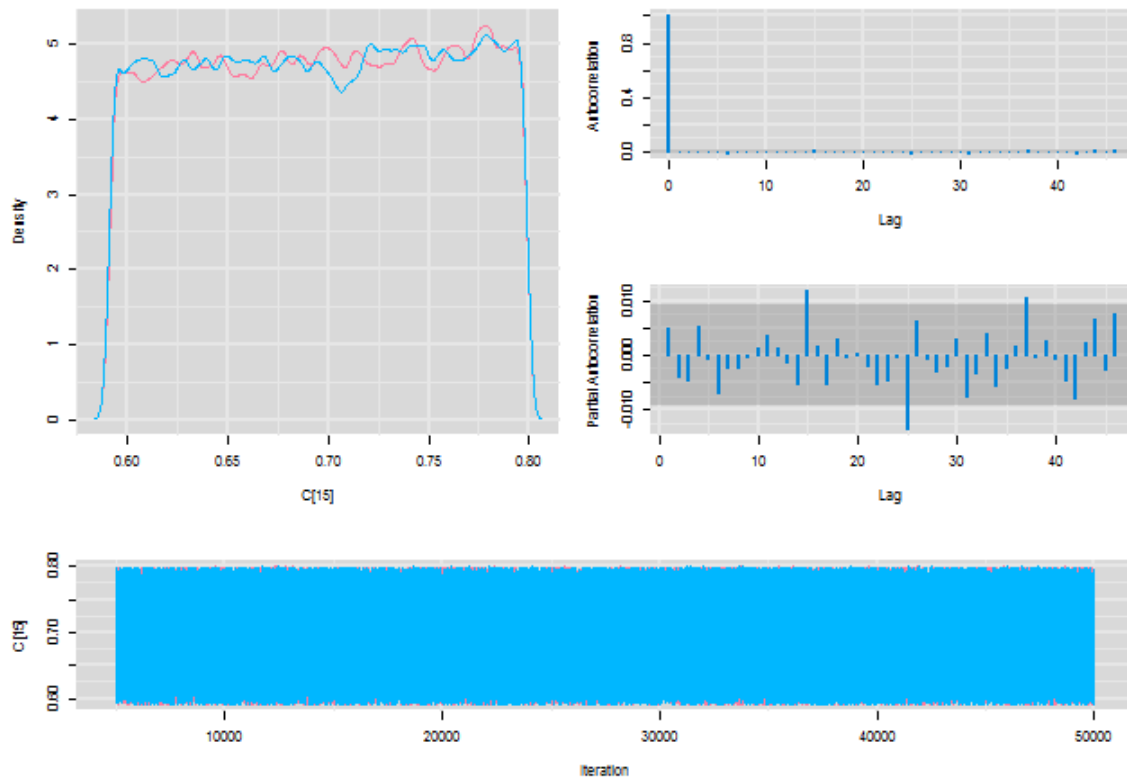 Density
0
1
2
3
4
5
0.60 0.65 0.70 0.75 0.80
C[15]
Autocorrelation
0.0 0.4 0.8
0 10 20 30 40
Lag
Partial Autocorrelation
-0.010 0.000 0.010
0 10 20 30 40
Lag
C[15]
0.60 0.70 0.80
10000 20000 30000 40000 50000
Iteration